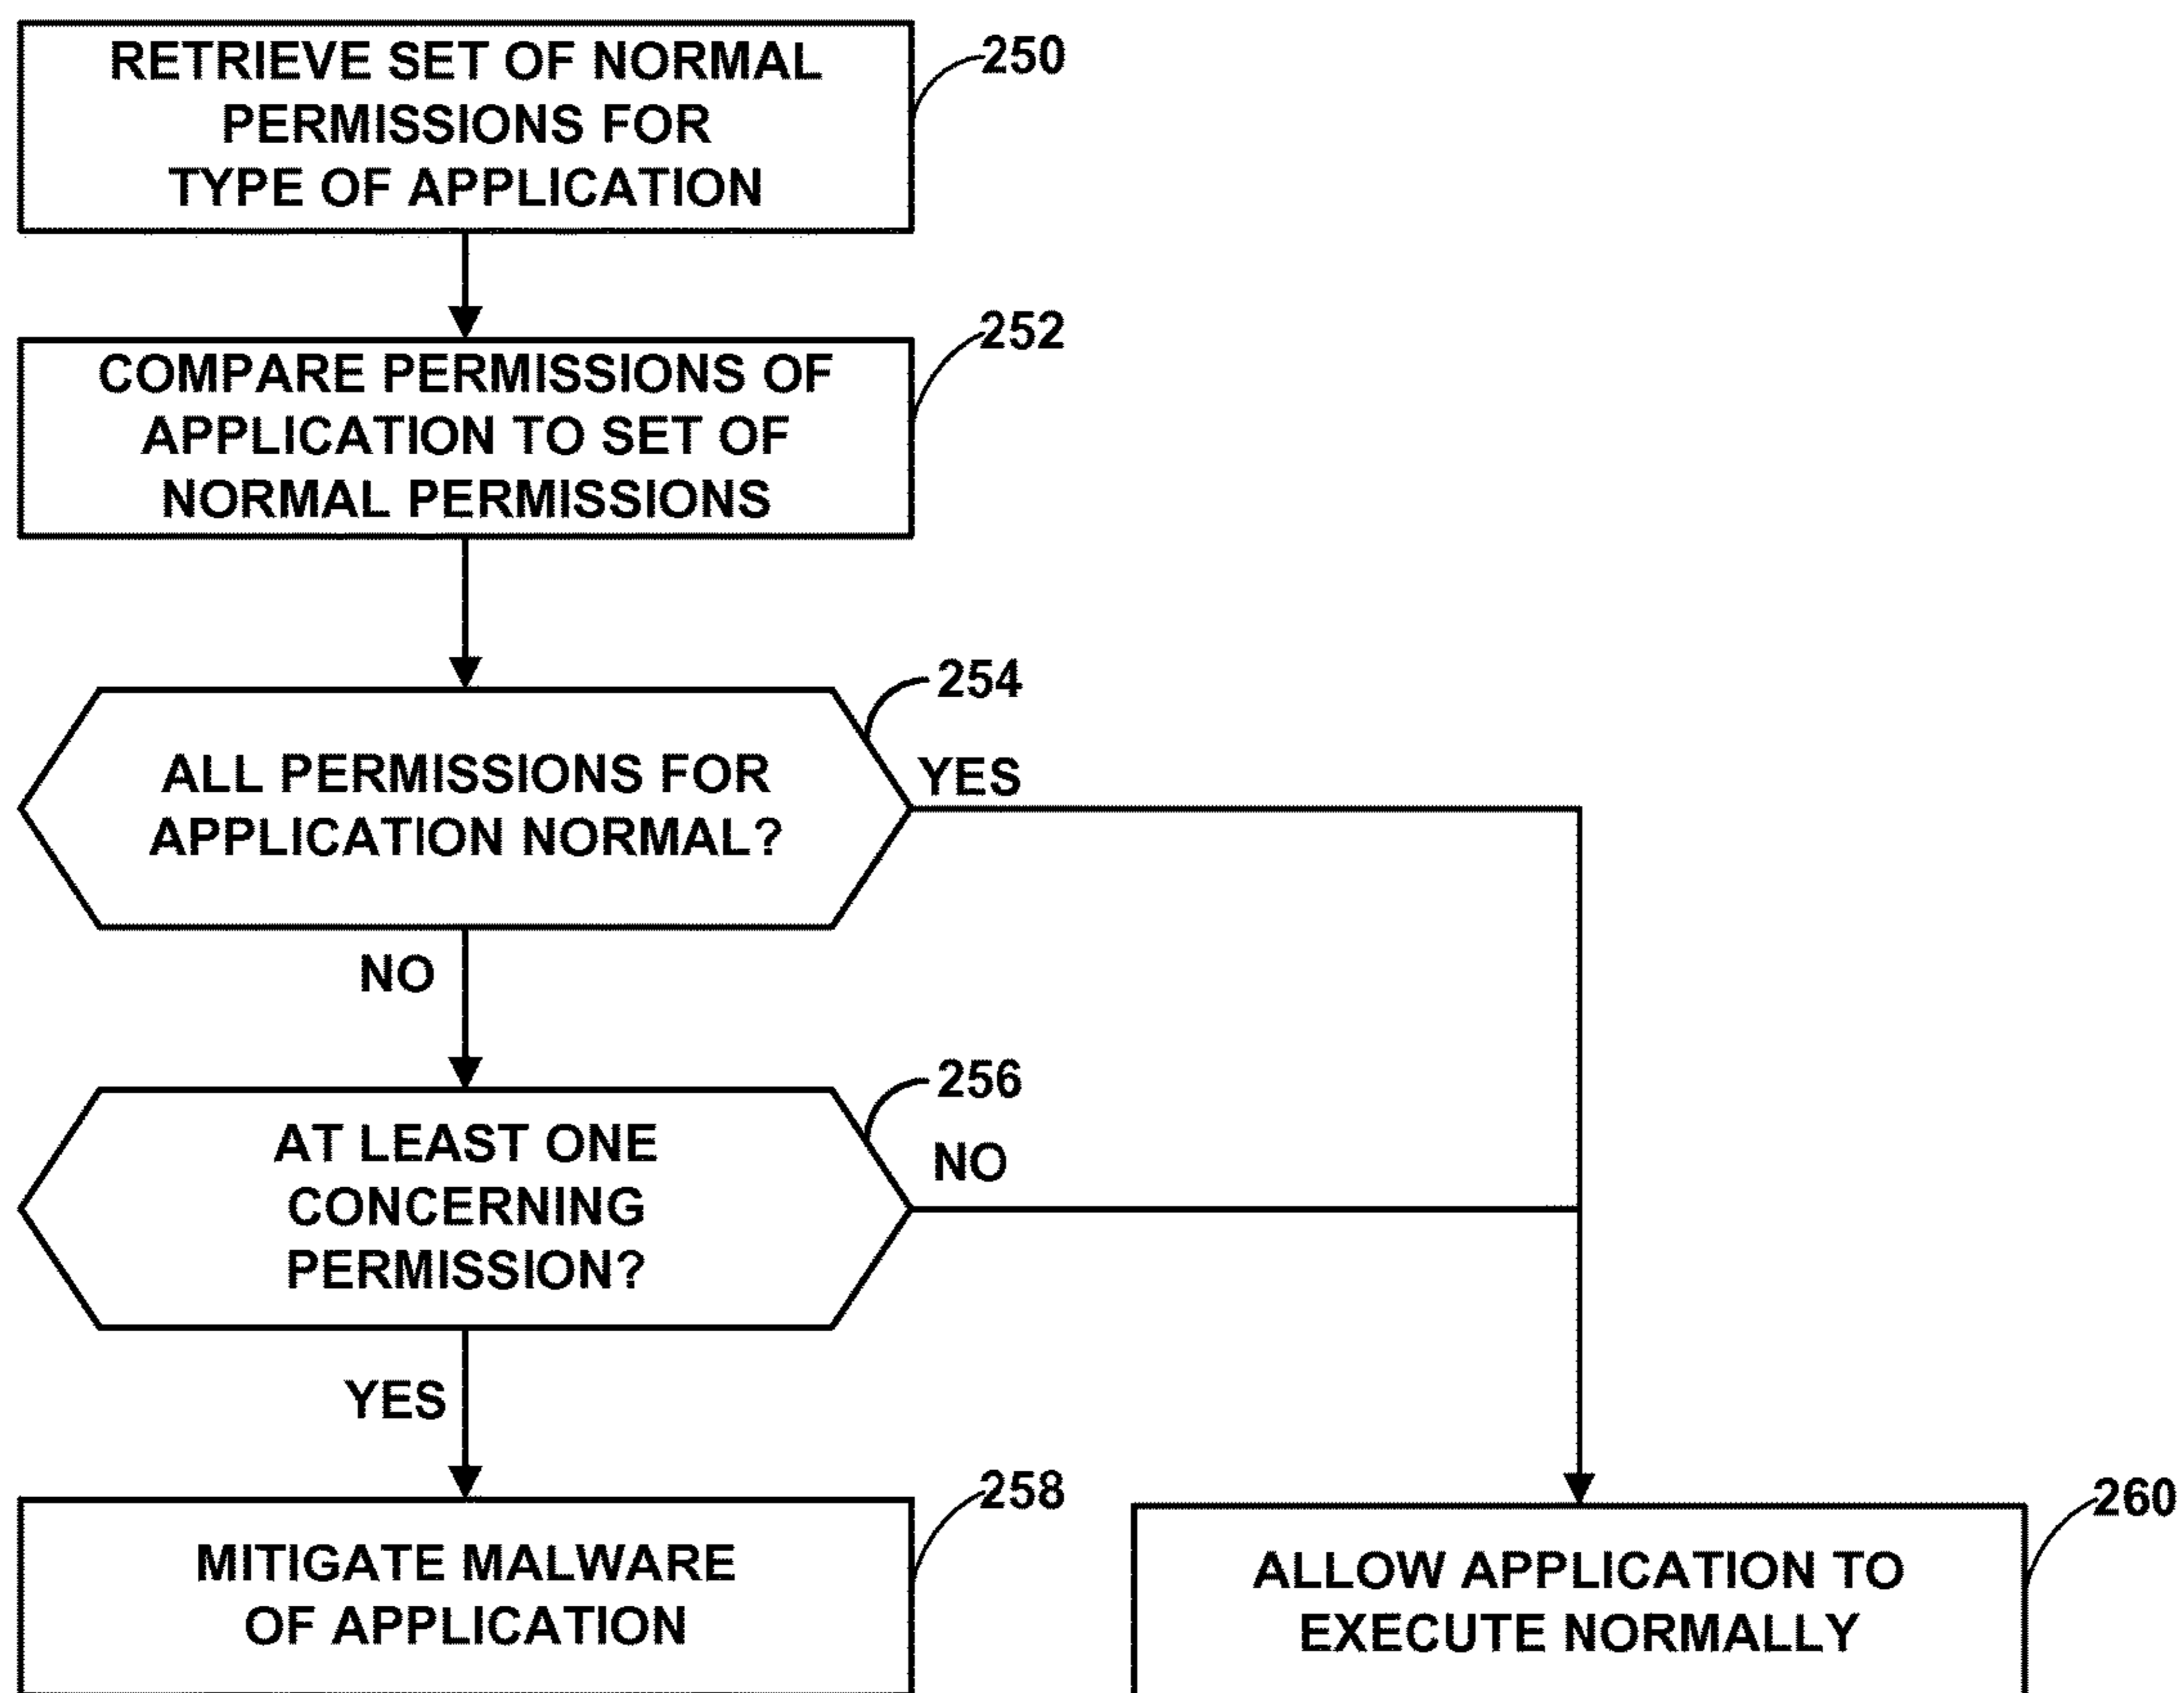 RETRIEVE SET OF NORMAL
PERMISSIONS FOR
TYPE OF APPLICATION
250
COMPARE PERMISSIONS OF
APPLICATION TO SET OF
NORMAL PERMISSIONS
252
254
ALL PERMISSIONS FOR
APPLICATION NORMAL?
YES
NO
256
AT LEAST ONE
CONCERNING
PERMISSION?
NO
YES
258
MITIGATE MALWARE
OF APPLICATION
260
ALLOW APPLICATION TO
EXECUTE NORMALLY